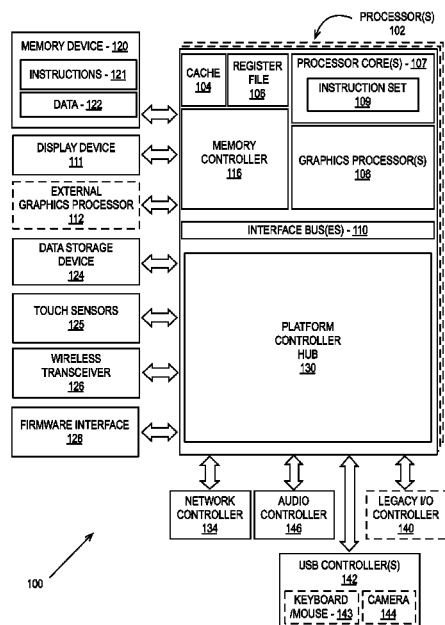 PROCESSOR(S)
102
MEMORY DEVICE - 120
INSTRUCTIONS - 121
DATA - 122
CACHE
104
REGISTER
FILE
106
PROCESSOR CORE(S) - 107
INSTRUCTION SET
109
DISPLAY DEVICE
111
MEMORY
CONTROLLER
116
GRAPHICS PROCESSOR(S)
108
EXTERNAL
GRAPHICS PROCESSOR
112
INTERFACE BUS(ES) - 110
DATA STORAGE
DEVICE
124
TOUCH SENSORS
125
PLATFORM
CONTROLLER
HUB
130
WIRELESS
TRANSCEIVER
126
FIRMWARE INTERFACE
128
NETWORK
CONTROLLER
134
AUDIO
CONTROLLER
146
LEGACY I/O
CONTROLLER
140
100
USB CONTROLLER(S)
142
KEYBOARD
/MOUSE - 143
CAMERA
144